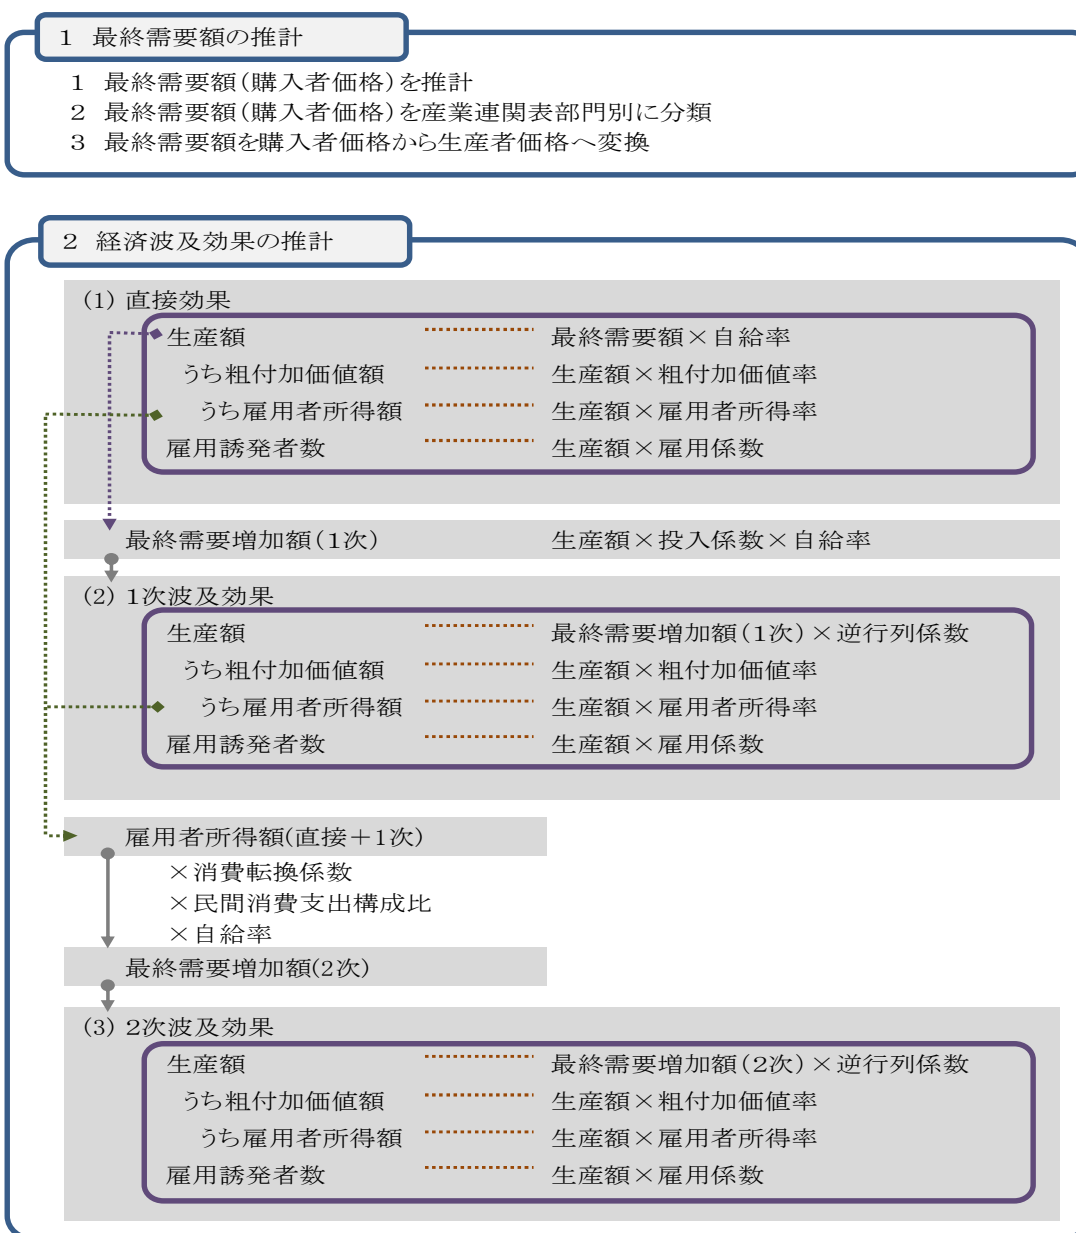 1 最終需要額の推計
1 最終需要額(購入者価格)を推計
2 最終需要額(購入者価格)を産業連関表部門別に分類
3 最終需要額を購入者価格から生産者価格へ変換
2 経済波及効果の推計
(1) 直接効果
生産額 最終需要額×自給率
うち粗付加価値額 生産額×粗付加価値率
うち雇用者所得額 生産額×雇用者所得率
雇用誘発者数 生産額×雇用係数
最終需要増加額(1次) 生産額×投入係数×自給率
(2) 1次波及効果
生産額 最終需要増加額(1次)×逆行列係数
うち粗付加価値額 生産額×粗付加価値率
うち雇用者所得額 生産額×雇用者所得率
雇用誘発者数 生産額×雇用係数
雇用者所得額(直接+1次)
×消費転換係数
×民間消費支出構成比
×自給率
最終需要増加額(2次)
(3) 2次波及効果
生産額 最終需要増加額(2次)×逆行列係数
うち粗付加価値額 生産額×粗付加価値率
うち雇用者所得額 生産額×雇用者所得率
雇用誘発者数 生産額×雇用係数